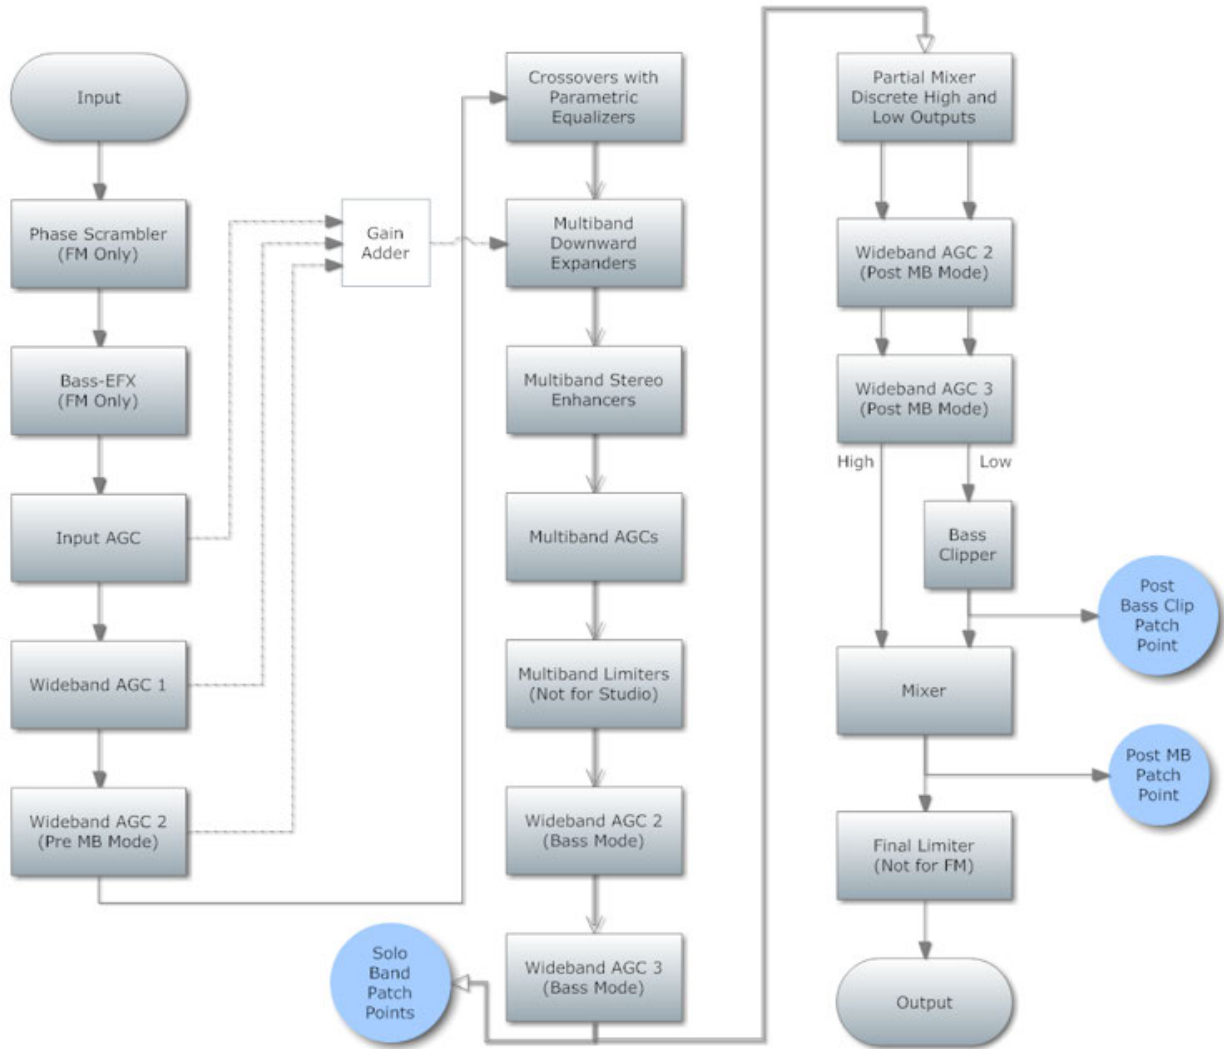 Input
Phase Scrambler
(FM Only)
Bass-EFX
(FM Only)
Input AGC
Wideband AGC 1
Wideband AGC 2
(Pre MB Mode)
Gain
Adder
Crossovers with
Parametric
Equalizers
Multiband
Downward
Expanders
Multiband Stereo
Enhancers
Multiband AGCs
Multiband Limiters
(Not for Studio)
Wideband AGC 2
(Bass Mode)
Wideband AGC 3
(Bass Mode)
Solo
Band
Patch
Points
Partial Mixer
Discrete High and
Low Outputs
Wideband AGC 2
(Post MB Mode)
Wideband AGC 3
(Post MB Mode)
High
Low
Bass
Clipper
Post
Bass Clip
Patch
Point
Mixer
Post MB
Patch
Point
Final Limiter
(Not for FM)
Output